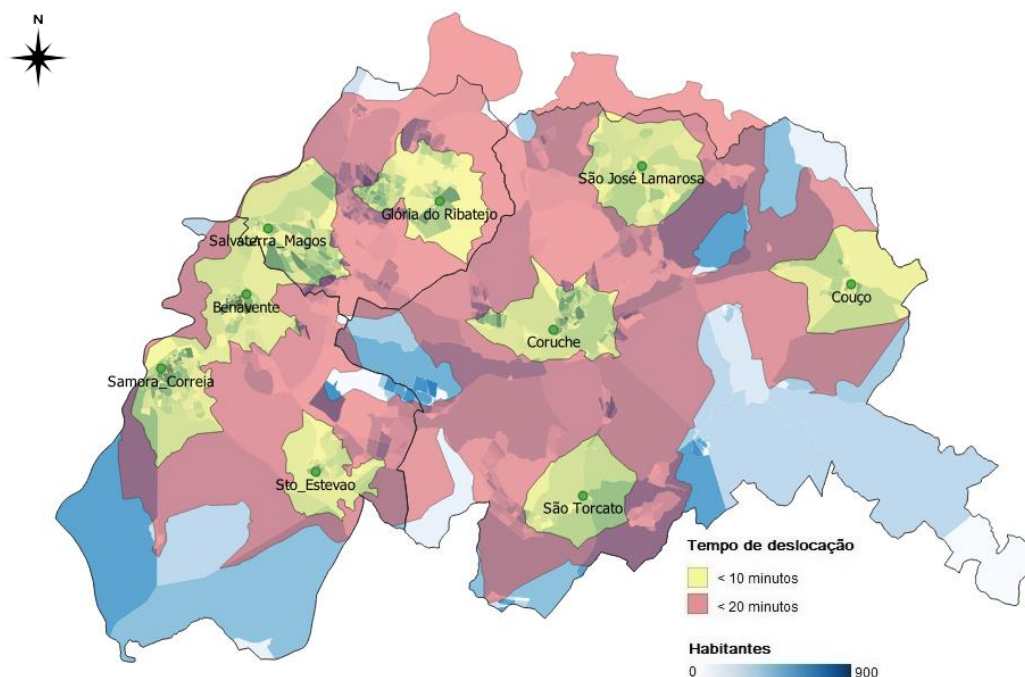 N
São José Lamarosa
Glória do Ribatejo
Salvaterra_Magos
Couço
Benavente
Coruche
Samora_Correia
Sto_Estevao
São Torcato
Tempo de deslocação
< 10 minutos
< 20 minutos
Habitantes
0 900